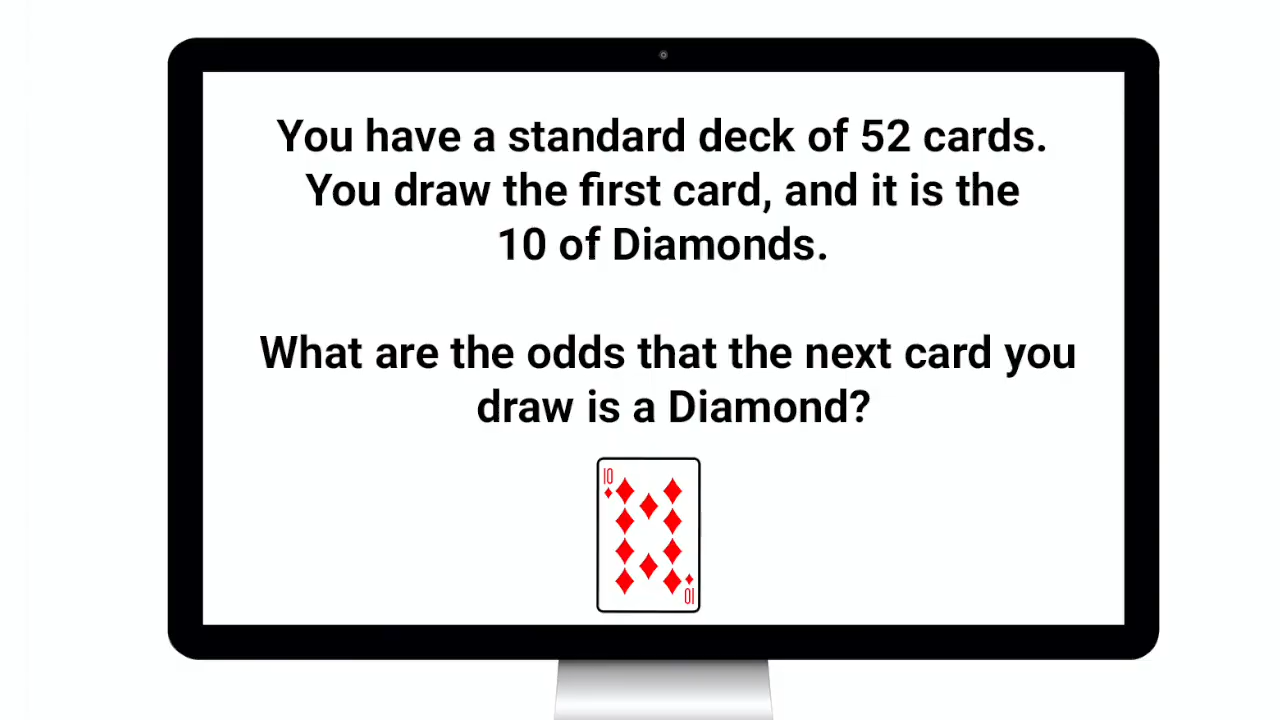 You have a standard deck of 52 cards.
You draw the first card, and it is the
10 of Diamonds.
What are the odds that the next card you
draw is a Diamond?
10
10